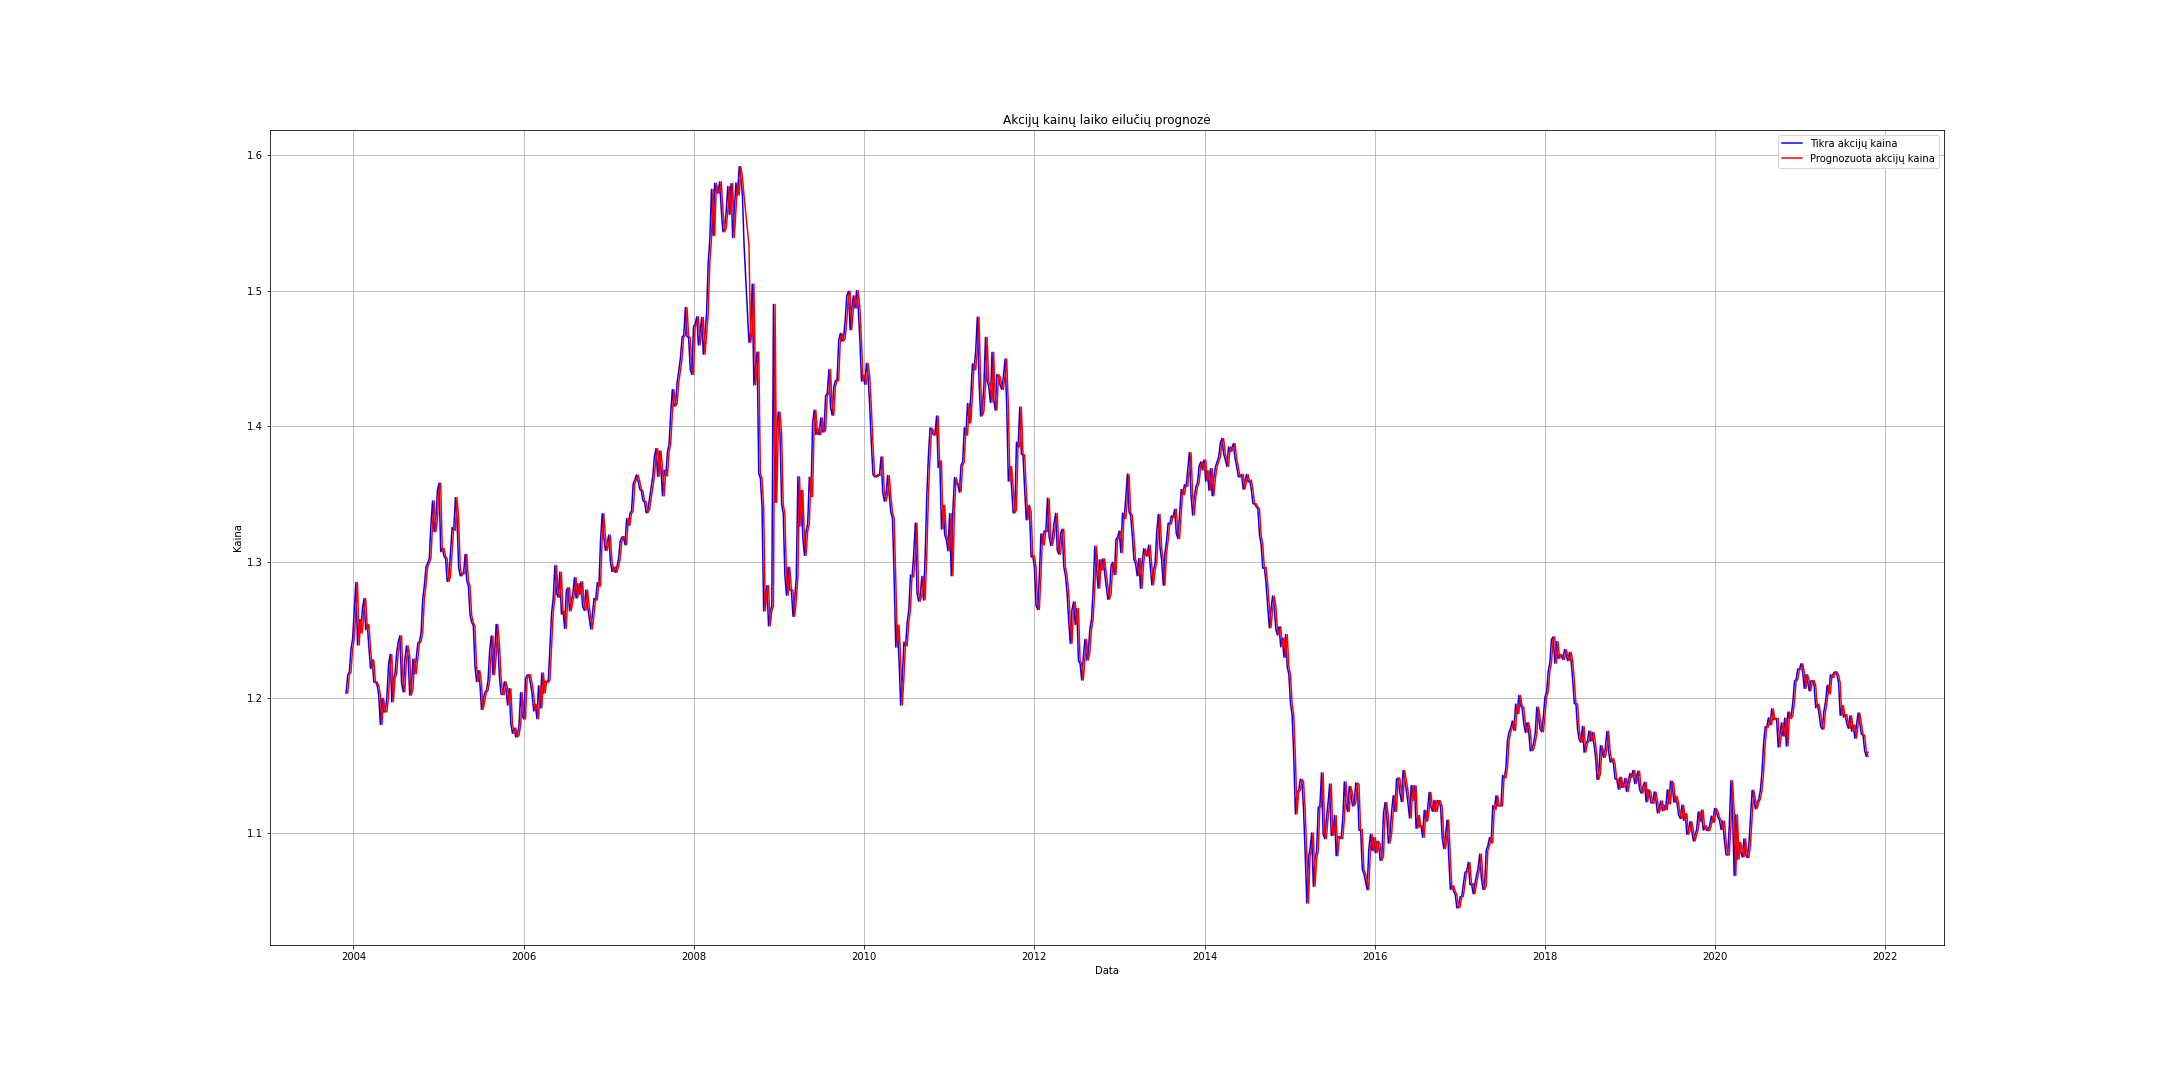 Akcijų kainų laiko eilučių prognozė
Tikra akcijų kaina
Prognozuota akcijų kaina
1.6
1.5
1.4
1.3
1.2
1.1
Kaina
2004 2006 2008 2010 2012 2014 2016 2018 2020 2022
Data